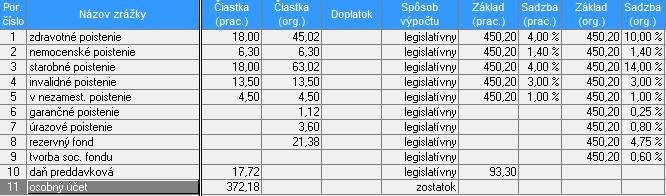 Por. číslo Názov zrážky Čiastka (prac.) Čiastka (org.) Doplatok Spôsob výpočtu Základ (prac.) Sadzba (prac.) Základ (org.) Sadzba (org.)
1 zdravotné poistenie 18,00 45,02 legislatívny 450,20 4,00 % 450,20 10,00 %
2 nemocenské poistenie 6,30 6,30 legislatívny 450,20 1,40 % 450,20 1,40 %
3 starobné poistenie 18,00 63,02 legislatívny 450,20 4,00 % 450,20 14,00 %
4 invalidné poistenie 13,50 13,50 legislatívny 450,20 3,00 % 450,20 3,00 %
5 v nezamest. poistenie 4,50 4,50 legislatívny 450,20 1,00 % 450,20 1,00 %
6 garančné poistenie 1,12 legislatívny 450,20 0,25 %
7 úrazové poistenie 3,60 legislatívny 450,20 0,80 %
8 rezervný fond 21,38 legislatívny 450,20 4,75 %
9 tvorba soc. fondu legislatívny 450,20 0,60 %
10 daň preddavková 17,72 legislatívny 93,30
11 osobný účet 372,18 zostatok